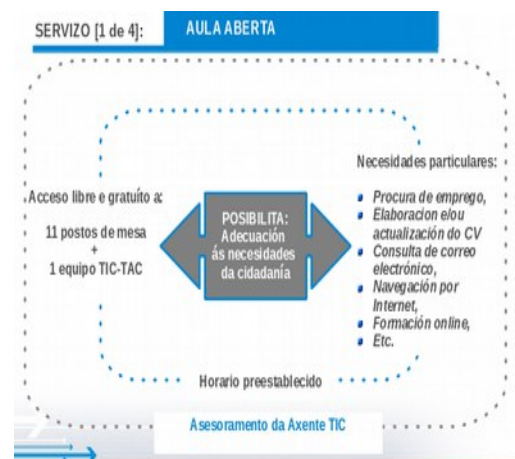 SERVIZO [1 de 4]:
AULA ABERTA
Necesidades particulares:
Acceso libre e gratuíto a:
11 postos de mesa
+
1 equipo TIC-TAC
POSIBILITA:
Adecuación
ás necesidades
da cidadanía
Procura de emprego,
Elaboracion e/ou
actualización do CV
Consulta de correo
electrónico,
Navegación por
Internet,
Formación online,
Etc.
Horario preestablecido
Asesoramento da Axente TIC